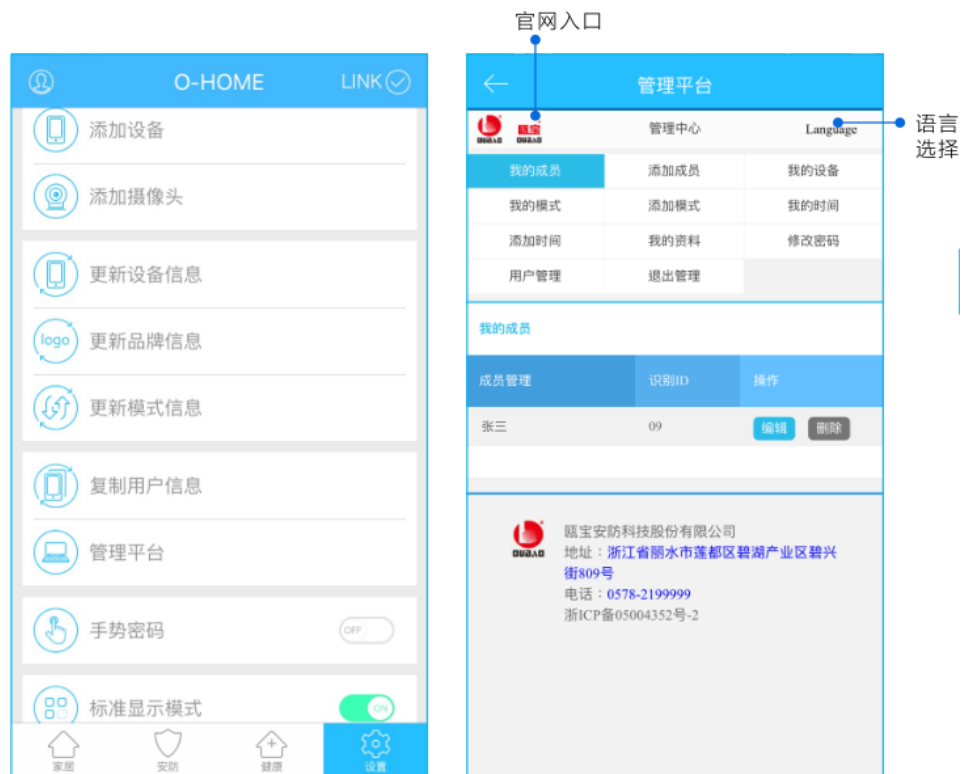 官网入口
O-HOME
LINK
添加设备
添加摄像头
更新设备信息
logo
更新品牌信息
更新模式信息
复制用户信息
管理平台
手势密码
OFF
标准显示模式
ON
家居
安防
健康
设置
管理平台
OUBAO
瓯宝
OUBAO
管理中心
Language
语言
选择
我的成员
添加成员
我的设备
我的模式
添加模式
我的时间
添加时间
我的资料
修改密码
用户管理
退出管理
我的成员
成员管理
识别ID
操作
张三
09
编辑
删除
OUBAO
瓯宝安防科技股份有限公司
地址：浙江省丽水市莲都区碧湖产业区碧兴
街809号
电话：0578-2199999
浙ICP备05004352号-2